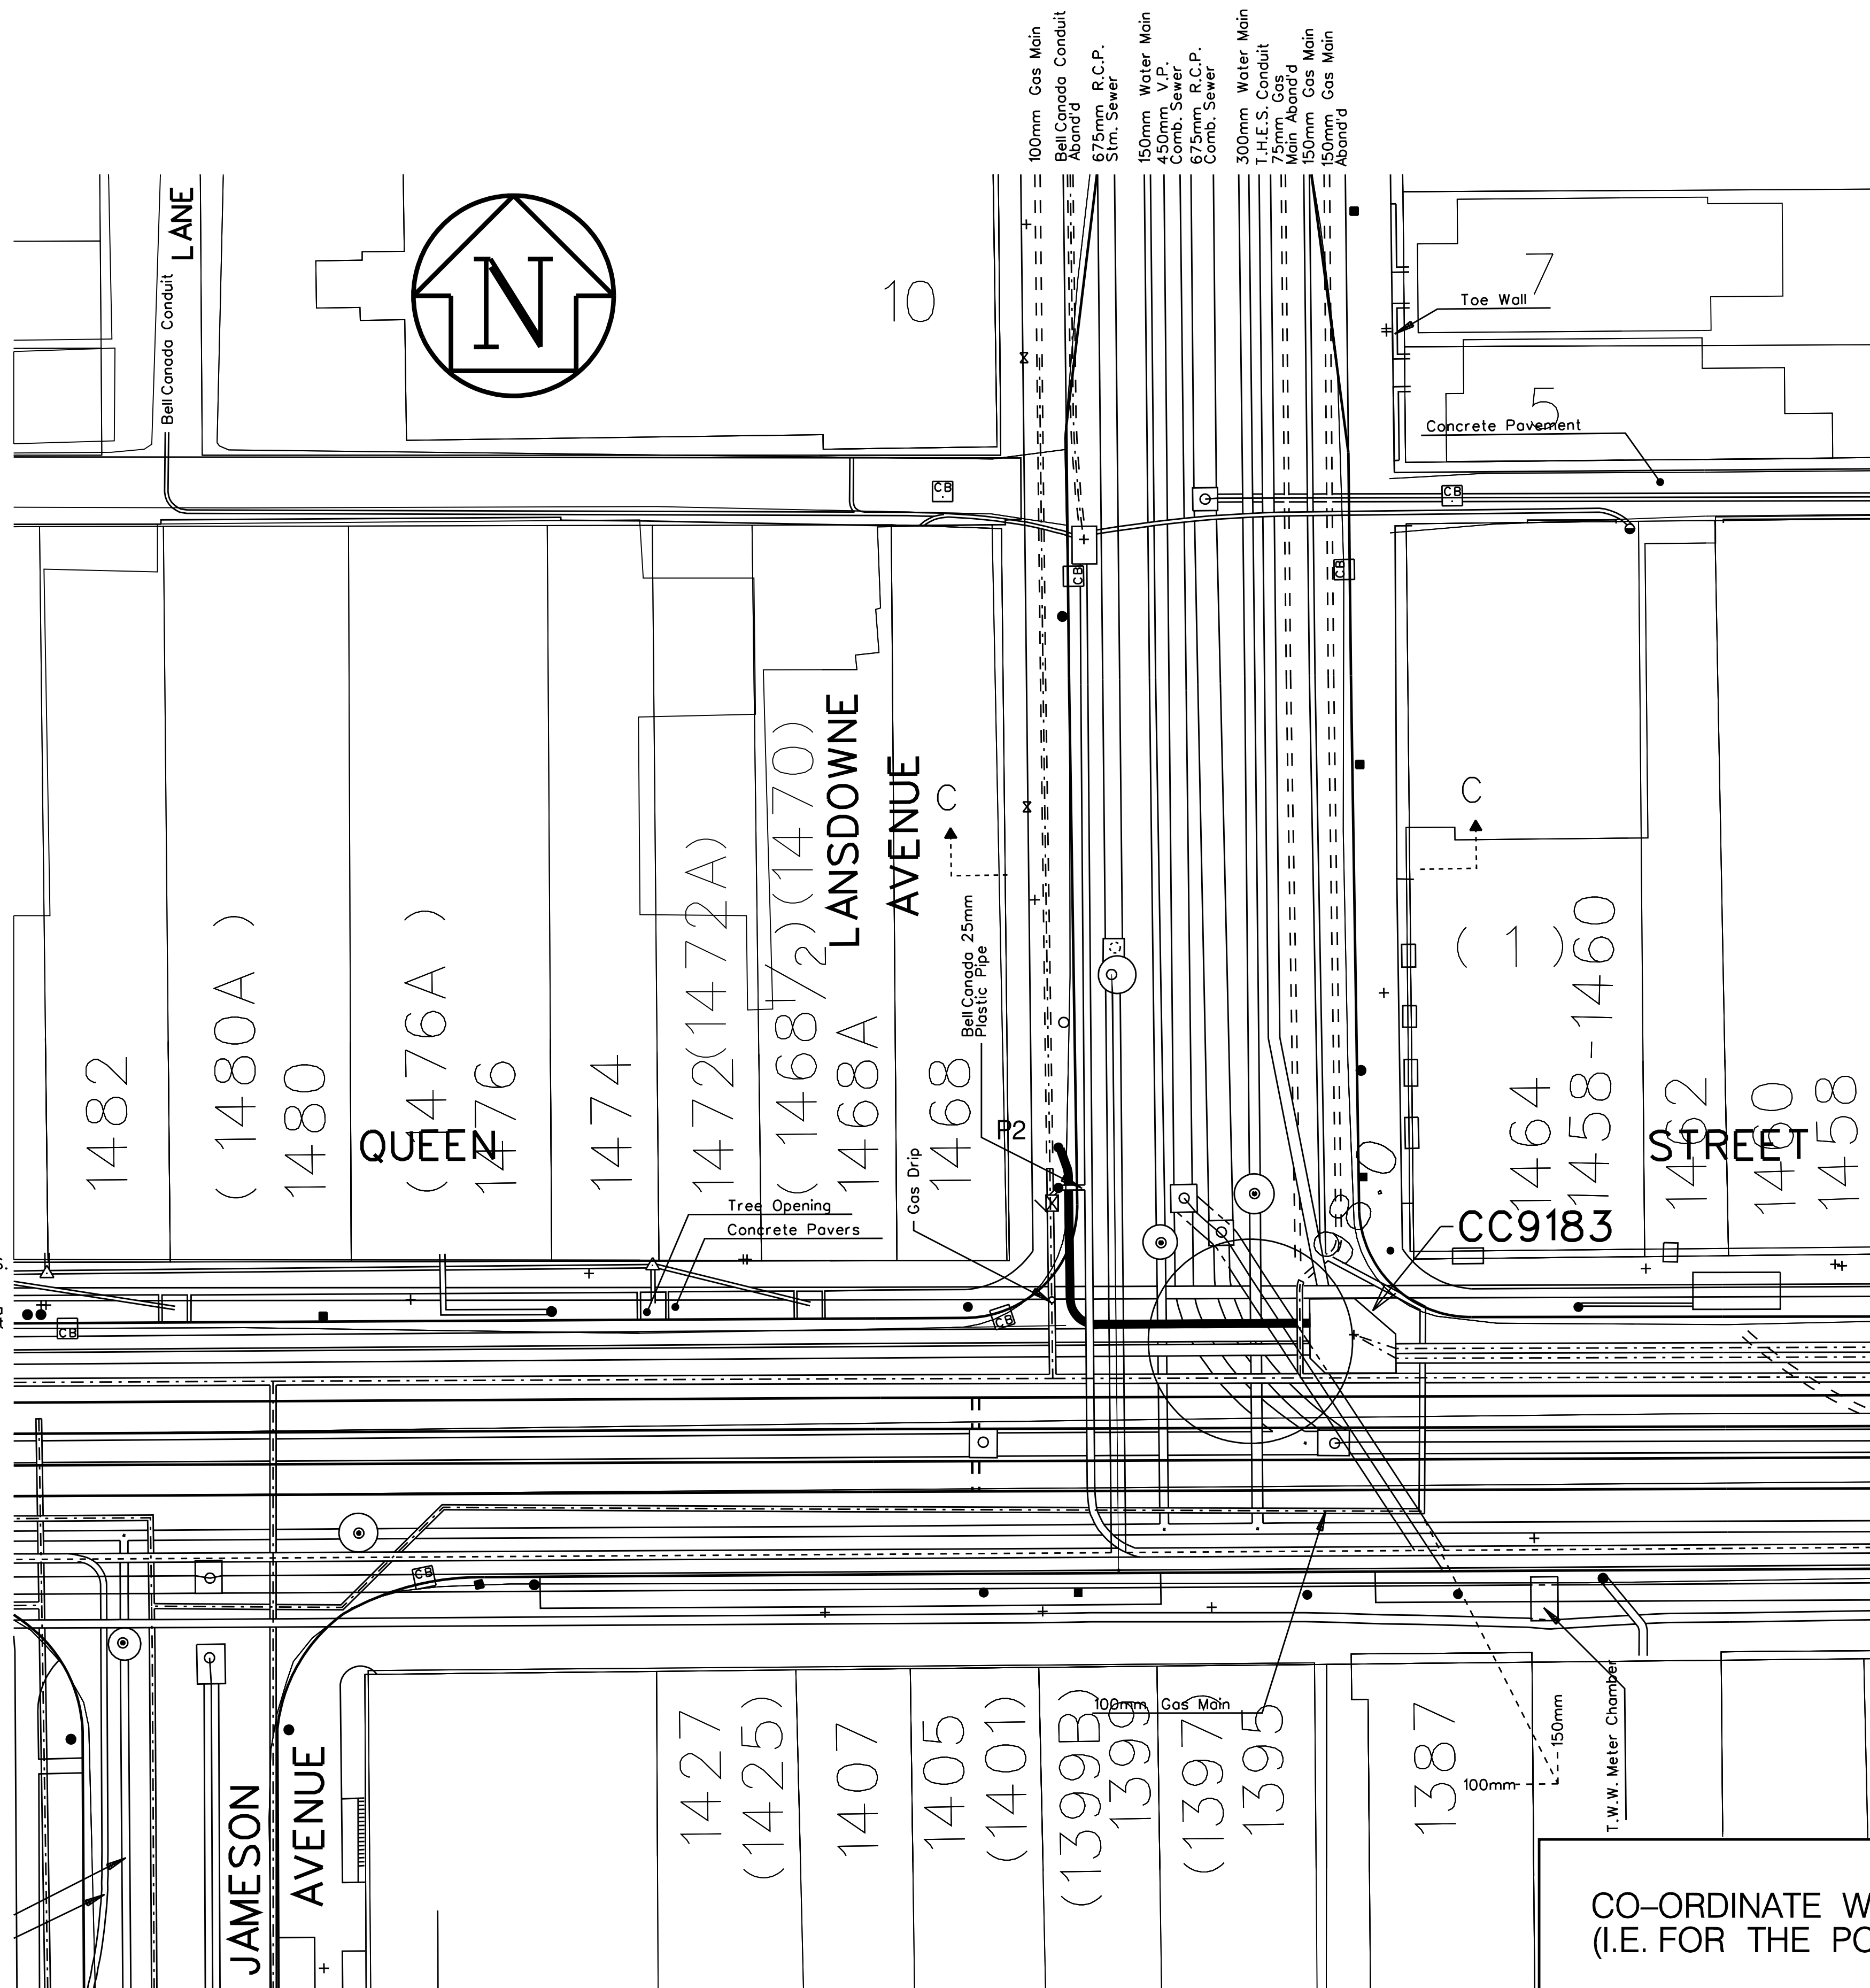 100mm Gas Main
Bell Canada Conduit
Aband'd
675mm R.C.P.
Stm. Sewer
150mm Water Main
450mm V.P.
Comb. Sewer
675mm R.C.P.
Comb. Sewer
300mm Water Main
T.H.E.S. Conduit
75mm Gas
Main Aband'd
150mm Gas Main
150mm Gas Main
Aband'd
LANE
Bell Canada Conduit
N
10
7
Toe Wall
5
Concrete Pavement
CB
CB
CB
CB
LANSDOWNE
AVENUE
C
C
Bell Canada 25mm
Plastic Pipe
( 1 )
1482
(1480A )
1480
(1476A )
1476
1474
1472(1472A)
(1468 1/2)(1470)
1468A
1468
1464
1458-1460
1462
1460
1458
QUEEN
STREET
P2
Gas Drip
Tree Opening
Concrete Pavers
CC9183
CB
CB
CB
100mm Gas Main
1427
(1425)
1407
1405
(1401)
(1399B)
1399
(1397)
1395
1387
150mm
100mm
T.W.W. Meter Chamber
JAMESON
AVENUE
CO-ORDINATE W
(I.E. FOR THE PO